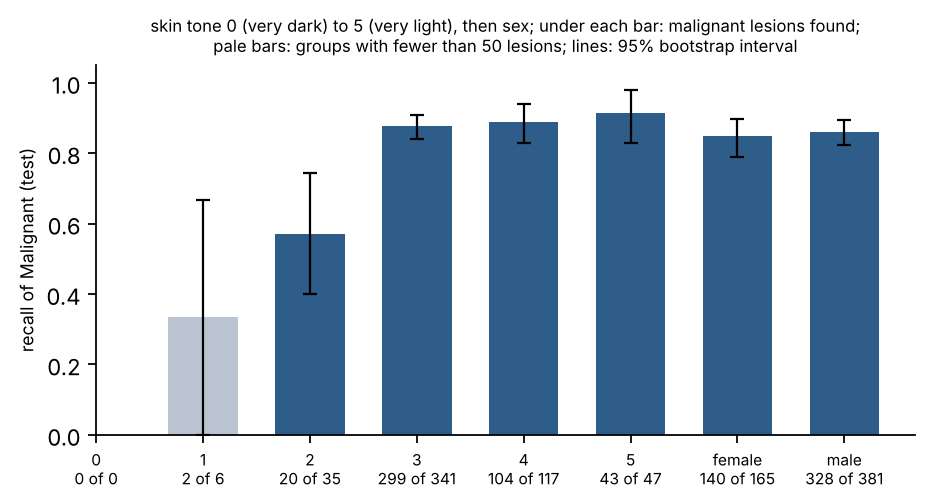 skin tone 0 (very dark) to 5 (very light), then sex; under each bar: malignant lesions found;
pale bars: groups with fewer than 50 lesions; lines: 95% bootstrap interval
recall of Malignant (test)
1.0
0.8
0.6
0.4
0.2
0.0
0 1 2 3 4 5 female male
0 of 0 2 of 6 20 of 35 299 of 341 104 of 117 43 of 47 140 of 165 328 of 381